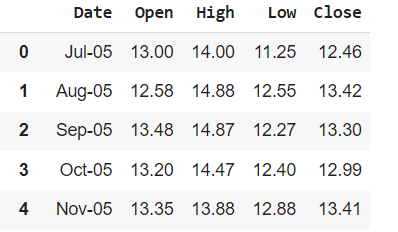 Date Open High Low Close
0 Jul-05 13.00 14.00 11.25 12.46
1 Aug-05 12.58 14.88 12.55 13.42
2 Sep-05 13.48 14.87 12.27 13.30
3 Oct-05 13.20 14.47 12.40 12.99
4 Nov-05 13.35 13.88 12.88 13.41